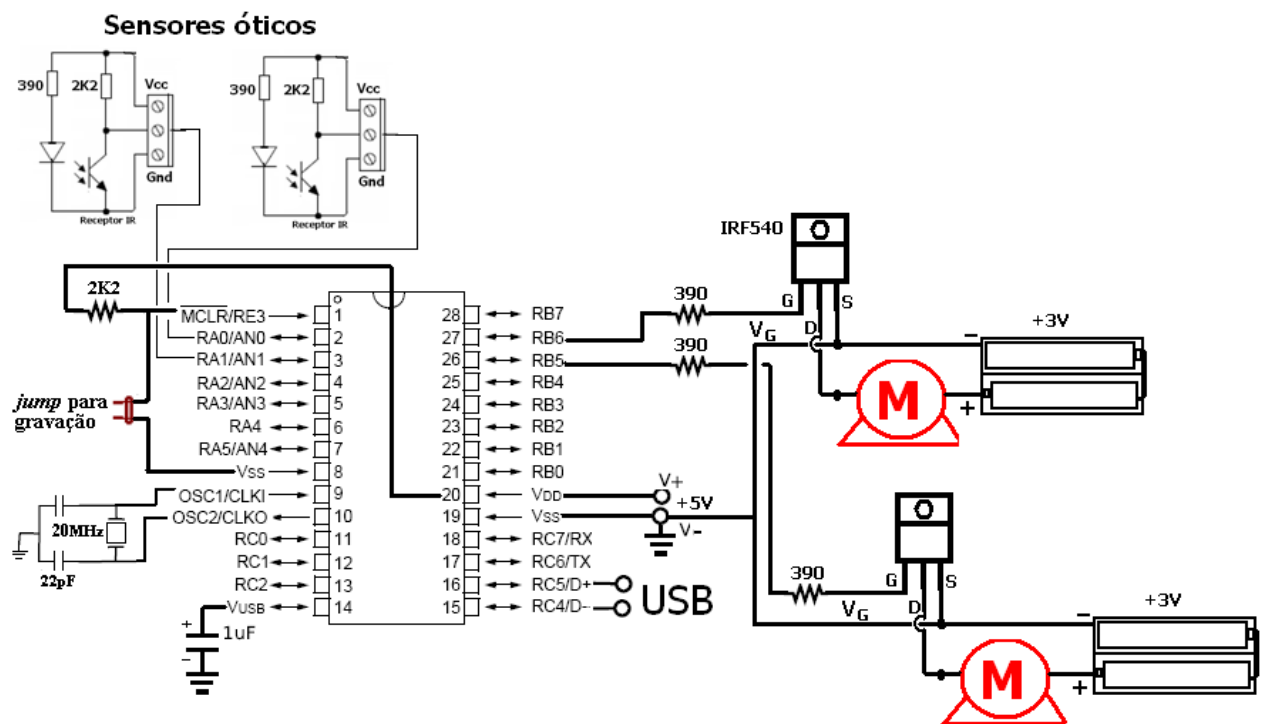 Sensores óticos
390
2K2
Vcc
Gnd
Receptor IR
390
2K2
Vcc
Gnd
Receptor IR
2K2
jump para
gravação
20MHz
22pF
MCLR/RE3
RA0/AN0
RA1/AN1
RA2/AN2
RA3/AN3
RA4
RA5/AN4
VSS
OSC1/CLKI
OSC2/CLKO
RC0
RC1
RC2
VUSB
+
1uF
−
1
2
3
4
5
6
7
8
9
10
11
12
13
14
28
27
26
25
24
23
22
21
20
19
18
17
16
15
RB7
RB6
RB5
RB4
RB3
RB2
RB1
RB0
VDD
VSS
RC7/RX
RC6/TX
RC5/D+
RC4/D−
V+
+5V
V-
USB
390
390
IRF540
G
D
S
VG
M
−
+3V
+
390
G
D
S
VG
M
−
+3V
+